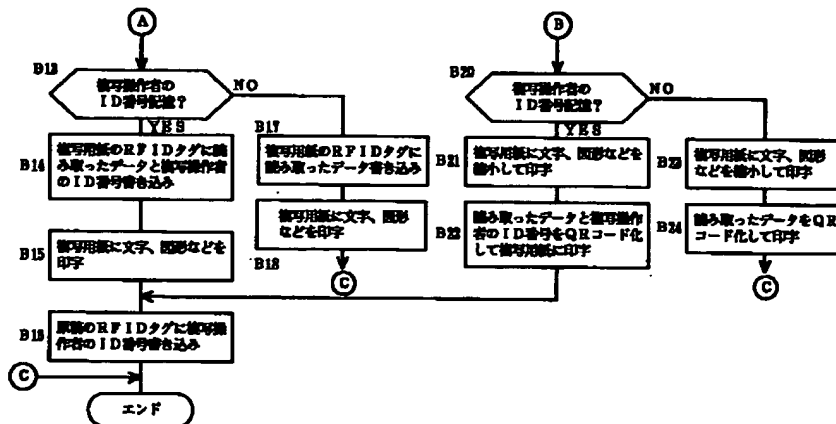 A
B13
複写操作者の
ID番号記憶?
NO
YES
B14
複写用紙のRFIDタグに読
み取ったデータと複写操作者
のID番号書き込み
B15
複写用紙に文字、図形などを
印字
B17
複写用紙のRFIDタグに
読み取ったデータ書き込み
複写用紙に文字、図形
などを印字
B18
C
B
B20
複写操作者の
ID番号記憶?
NO
YES
B21
複写用紙に文字、図形などを
縮小して印字
B22
読み取ったデータと複写操作
者のID番号をQRコード化
して複写用紙に印字
B23
複写用紙に文字、図形
などを縮小して印字
B24
読み取ったデータをQR
コード化して印字
C
原稿のRFIDタグに複写操
作者のID番号書き込み
C
エンド